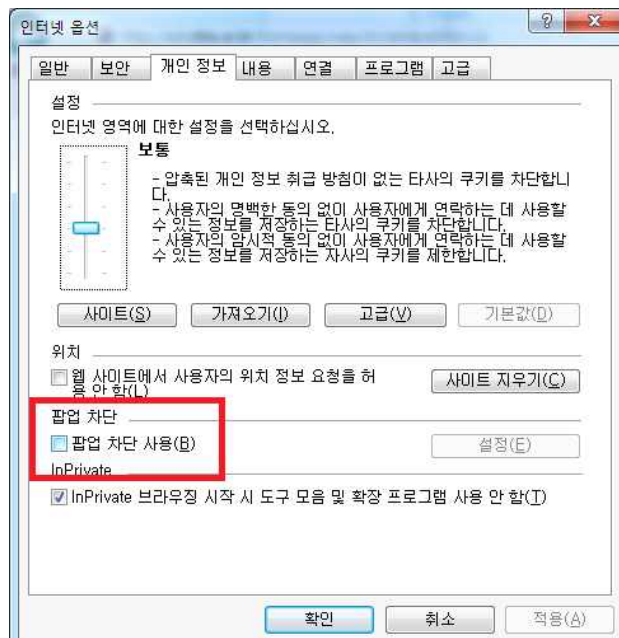 인터넷 옵션
일반 보안 개인 정보 내용 연결 프로그램 고급
설정
인터넷 영역에 대한 설정을 선택하십시오.
보통
- 압축된 개인 정보 취급 방침이 없는 타사의 쿠키를 차단합니
다.
- 사용자의 명백한 동의 없이 사용자에게 연락하는 데 사용할
수 있는 정보를 저장하는 타사의 쿠키를 차단합니다.
- 사용자의 암시적 동의 없이 사용자에게 연락하는 데 사용할
수 있는 정보를 저장하는 자사의 쿠키를 제한합니다.
사이트(S) 가져오기(I) 고급(V) 기본값(D)
위치
웹 사이트에서 사용자의 위치 정보 요청을 허
용 안 함(L)
사이트 지우기(C)
팝업 차단
팝업 차단 사용(B) 설정(E)
InPrivate
InPrivate 브라우징 시작 시 도구 모음 및 확장 프로그램 사용 안 함(T)
확인 취소 적용(A)